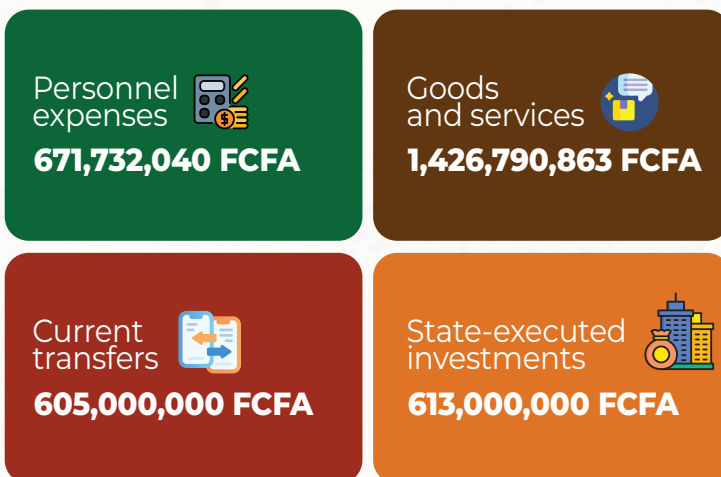 Personnel
expenses
671,732,040 FCFA
Goods
and services
1,426,790,863 FCFA
Current
transfers
605,000,000 FCFA
State-executed
investments
613,000,000 FCFA